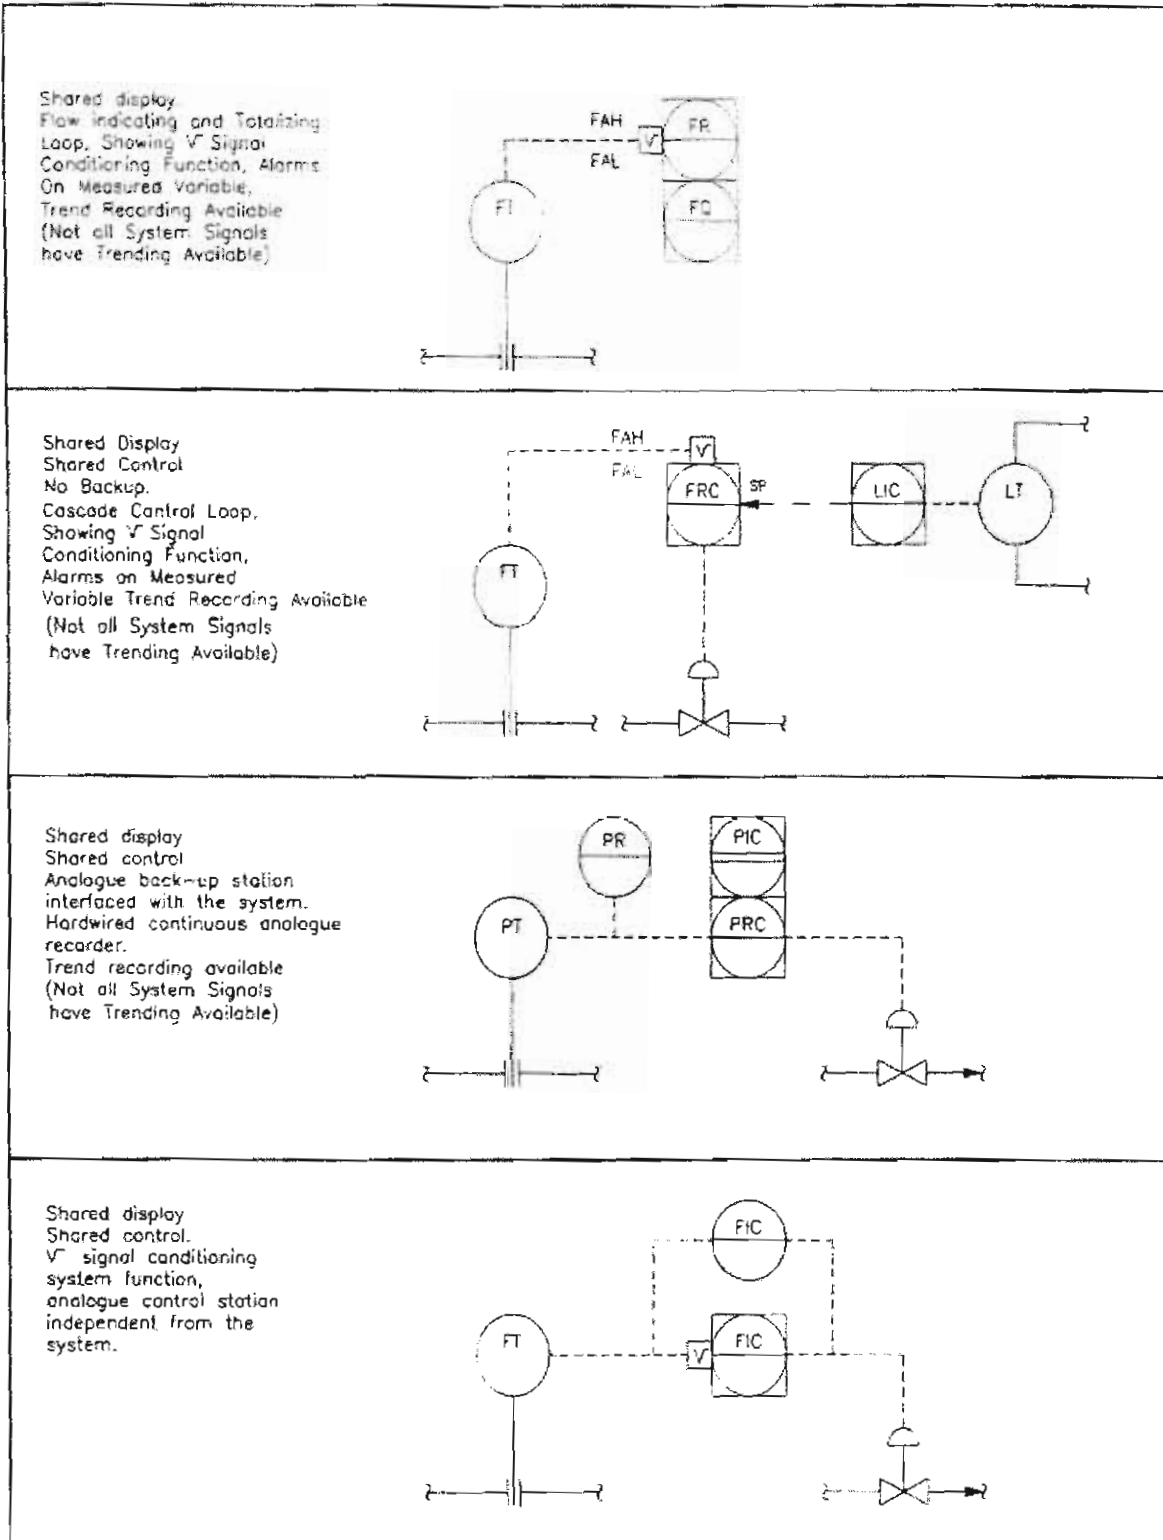 Shared display
Flow indicating and Totalizing
Loop, Showing √ Signal
Conditioning Function, Alarms
On Measured Variable,
Trend Recording Available
(Not all System Signals
have Trending Available)
FAH
FAL
√
FR
FQ
FT
Shared Display
Shared Control
No Backup.
Cascade Control Loop,
Showing √ Signal
Conditioning Function,
Alarms on Measured
Variable Trend Recording Available
(Not all System Signals
have Trending Available)
FAH
FAL
√
FRC
SP
LIC
LT
FT
Shared display
Shared control
Analogue back-up station
interfaced with the system.
Hardwired continuous analogue
recorder.
Trend recording available
(Not all System Signals
have Trending Available)
PR
PIC
PT
PRC
Shared display
Shared control.
√ signal conditioning
system function,
analogue control station
independent from the
system.
FIC
FT
√
FIC